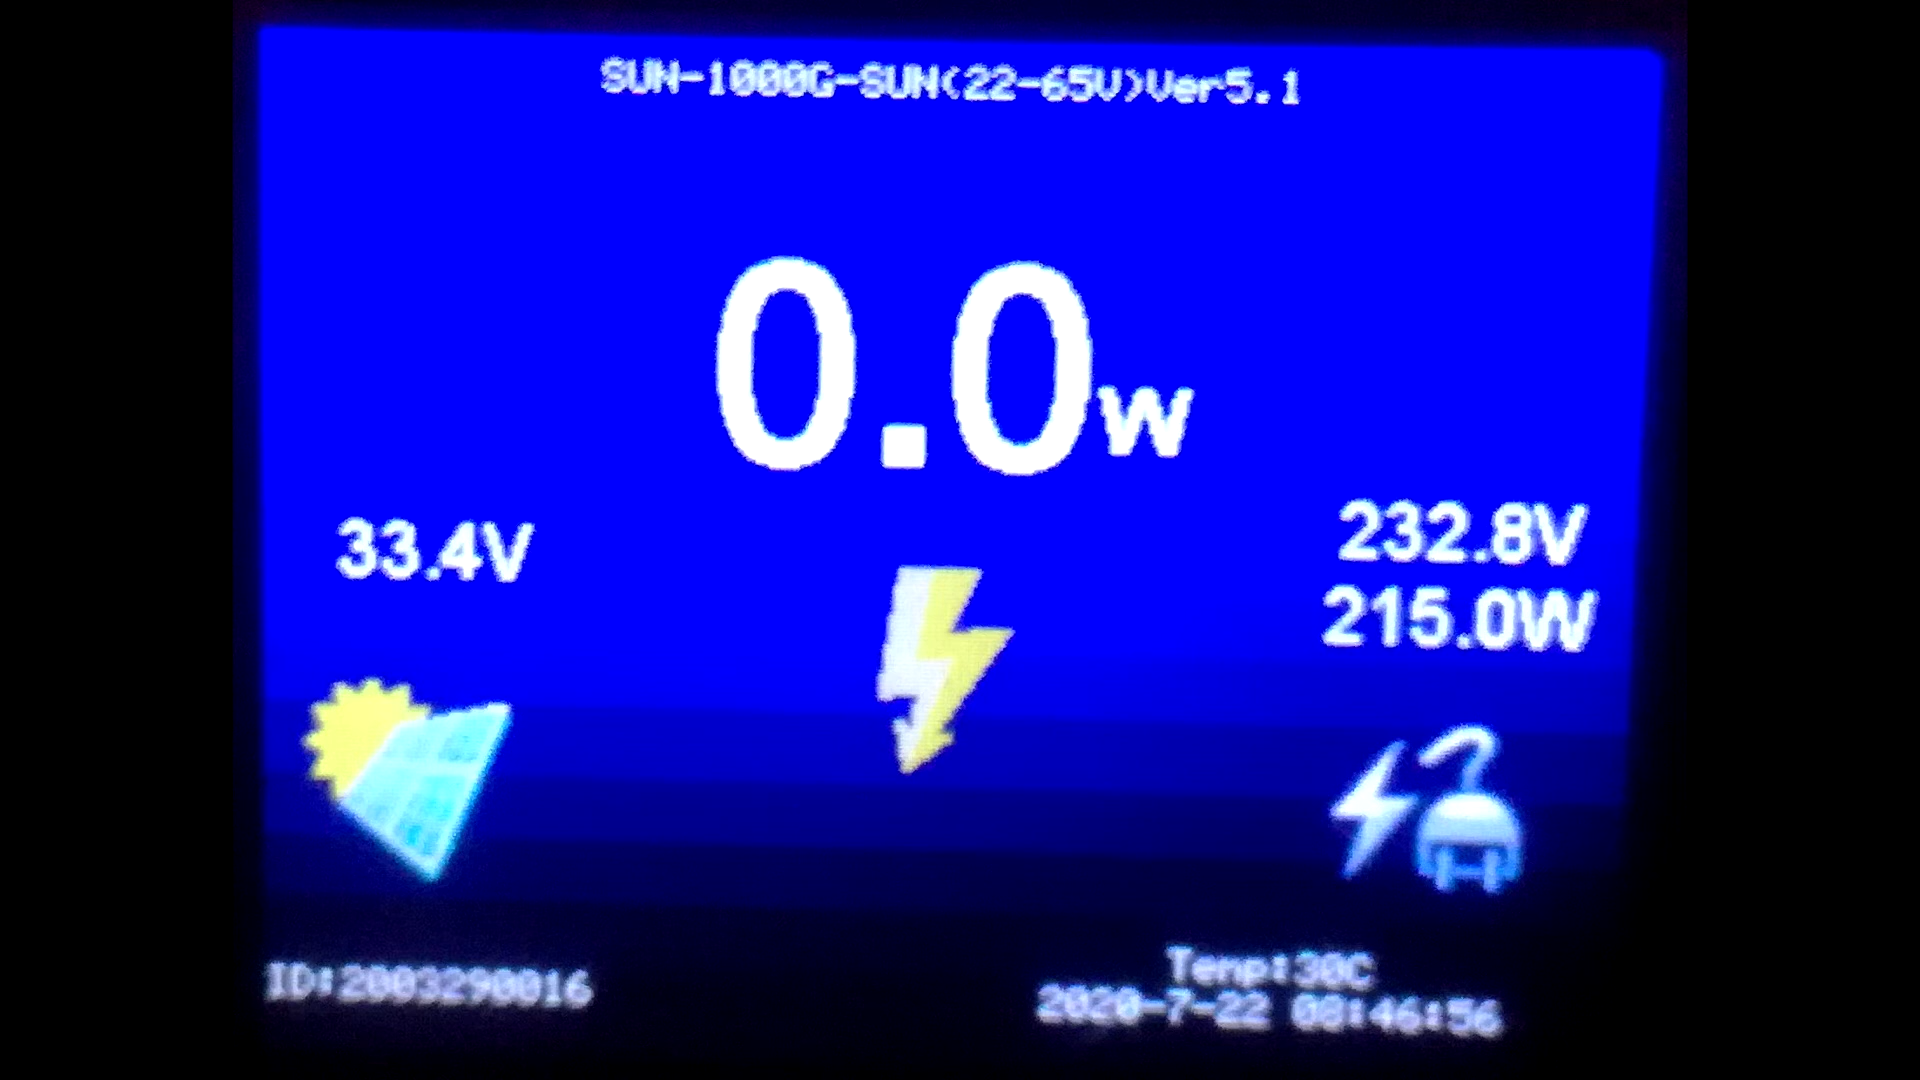 SUN-1000G-SUN(22-65V)Ver5.1
0.0W
33.4V
232.8V
215.0W
ID:2003290016
Temp:30C
2020-7-22 08:46:56